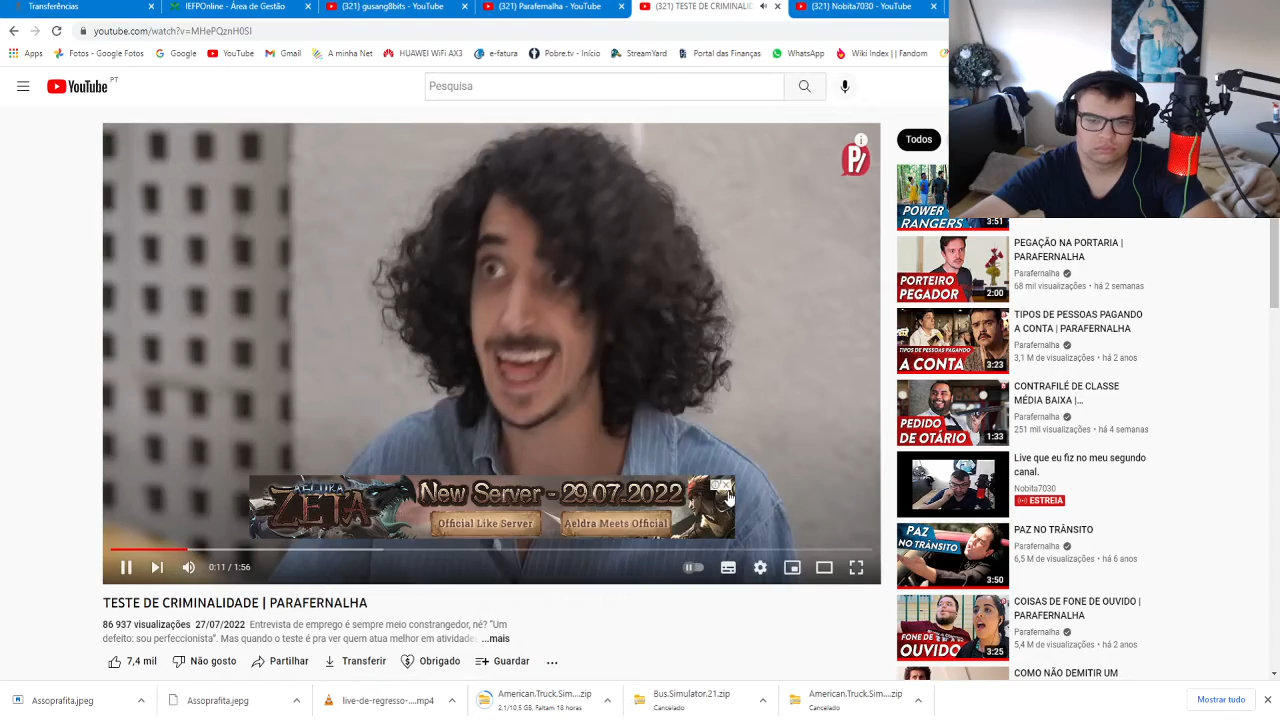 Transferências
IEFPOnline - Área de Gestão
(321) gusang8bits - YouTube
(321) Parafernalha - YouTube
(321) TESTE DE CRIMINALID
(321) Nobita7030 - YouTube
youtube.com/watch?v=MHePQznH0SI
Apps
Fotos - Google Fotos
Google
YouTube
Gmail
A minha Net
HUAWEI WiFi AX3
e-fatura
Pobre.tv - Início
StreamYard
Portal das Finanças
WhatsApp
Wiki Index | Fandom
YouTube PT
Pesquisa
Todos
POWER
RANGERS
3:51
PORTEIRO
PEGADOR
2:00
PEGAÇÃO NA PORTARIA |
PARAFERNALHA
Parafernalha
68 mil visualizações • há 2 semanas
TIPOS DE PESSOAS PAGANDO
A CONTA
3:23
TIPOS DE PESSOAS PAGANDO
A CONTA | PARAFERNALHA
Parafernalha
3,1 M de visualizações • há 2 anos
PEDIDO
DE OTÁRIO
1:33
CONTRAFILÉ DE CLASSE
MÉDIA BAIXA |...
Parafernalha
251 mil visualizações • há 4 semanas
Live que eu fiz no meu segundo
canal.
Nobita7030
ESTREIA
PAZ
NO TRÂNSITO
3:50
PAZ NO TRÂNSITO
Parafernalha
6,5 M de visualizações • há 6 anos
FONE DE
OUVIDO
3:25
COISAS DE FONE DE OUVIDO |
PARAFERNALHA
Parafernalha
5,4 M de visualizações • há 2 anos
COMO NÃO DEMITIR UM
P/
ZETA
New Server - 29.07.2022
Official Like Server
Aeldra Meets Official
0:11 / 1:56
TESTE DE CRIMINALIDADE | PARAFERNALHA
86 937 visualizações 27/07/2022 Entrevista de emprego é sempre meio constrangedor, né? "Um
defeito: sou perfeccionista". Mas quando o teste é pra ver quem atua melhor em atividades ...mais
7,4 mil
Não gosto
Partilhar
Transferir
Obrigado
Guardar
Assoprafita.jpeg
Assoprafita.jpg
live-de-regresso-....mp4
American.Truck.Sim....zip
2,1/10,5 GB, Faltam 18 horas
Bus.Simulator.21.zip
Cancelado
American.Truck.Sim....zip
Cancelado
Mostrar tudo